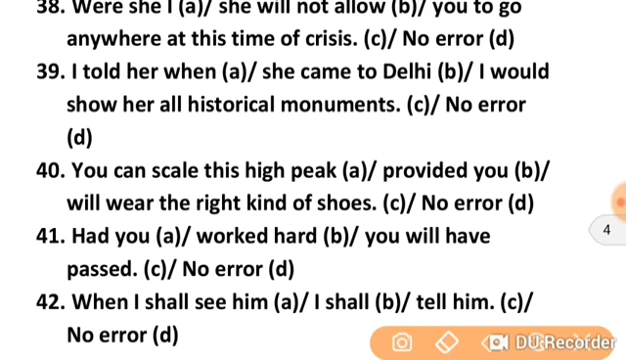 38. Were she I (a)/ she will not allow (b)/ you to go
anywhere at this time of crisis. (c)/ No error (d)
39. I told her when (a)/ she came to Delhi (b)/ I would
show her all historical monuments. (c)/ No error
(d)
40. You can scale this high peak (a)/ provided you (b)/
will wear the right kind of shoes. (c)/ No error (d)
41. Had you (a)/ worked hard (b)/ you will have
passed. (c)/ No error (d)
42. When I shall see him (a)/ I shall (b)/ tell him. (c)/
No error (d)
4
DU Recorder